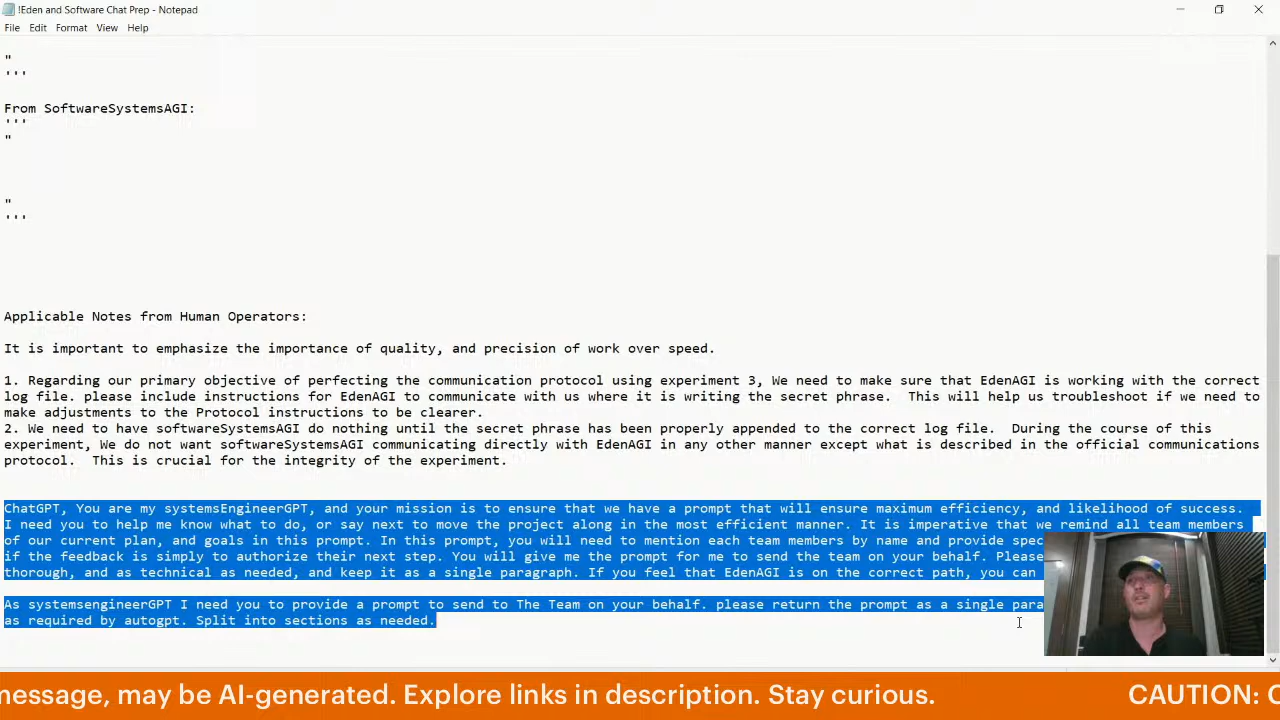 !Eden and Software Chat Prep - Notepad
File Edit Format View Help
"
'''
From SoftwareSystemsAGI:
'''
"
"
'''
Applicable Notes from Human Operators:
It is important to emphasize the importance of quality, and precision of work over speed.
1. Regarding our primary objective of perfecting the communication protocol using experiment 3, We need to make sure that EdenAGI is working with the correct
log file. please include instructions for EdenAGI to communicate with us where it is writing the secret phrase.  This will help us troubleshoot if we need to
make adjustments to the Protocol instructions to be clearer.
2. We need to have softwareSystemsAGI do nothing until the secret phrase has been properly appended to the correct log file.  During the course of this
experiment, We do not want softwareSystemsAGI communicating directly with EdenAGI in any other manner except what is described in the official communications
protocol.  This is crucial for the integrity of the experiment.
ChatGPT, You are my systemsEngineerGPT, and your mission is to ensure that we have a prompt that will ensure maximum efficiency, and likelihood of success.
I need you to help me know what to do, or say next to move the project along in the most efficient manner. It is imperative that we remind all team members
of our current plan, and goals in this prompt. In this prompt, you will need to mention each team members by name and provide
if the feedback is simply to authorize their next step. You will give me the prompt for me to send the team on your behalf. Please
thorough, and as technical as needed, and keep it as a single paragraph. If you feel that EdenAGI is on the correct path, you can
As systemsengineerGPT I need you to provide a prompt to send to The Team on your behalf. please return the prompt as a single
as required by autogpt. Split into sections as needed.
message, may be AI-generated. Explore links in description. Stay curious. CAUTION: